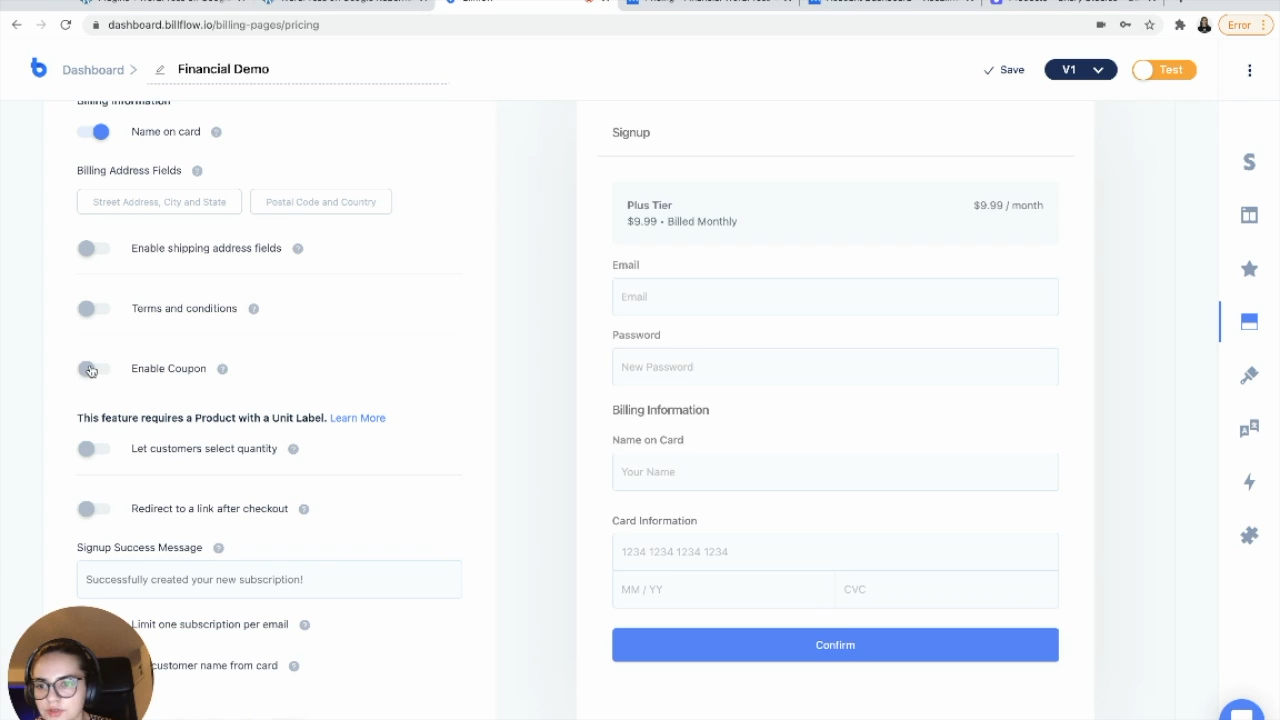 dashboard.billflow.io/billing-pages/pricing
Error
Dashboard >
Financial Demo
Save
V1
Test
Billing Information
Name on card
Billing Address Fields
Street Address, City and State
Postal Code and Country
Enable shipping address fields
Terms and conditions
Enable Coupon
This feature requires a Product with a Unit Label. Learn More
Let customers select quantity
Redirect to a link after checkout
Signup Success Message
Successfully created your new subscription!
Limit one subscription per email
customer name from card
Signup
Plus Tier
$9.99 / month
$9.99 • Billed Monthly
Email
Email
Password
New Password
Billing Information
Name on Card
Your Name
Card Information
1234 1234 1234 1234
MM / YY
CVC
Confirm